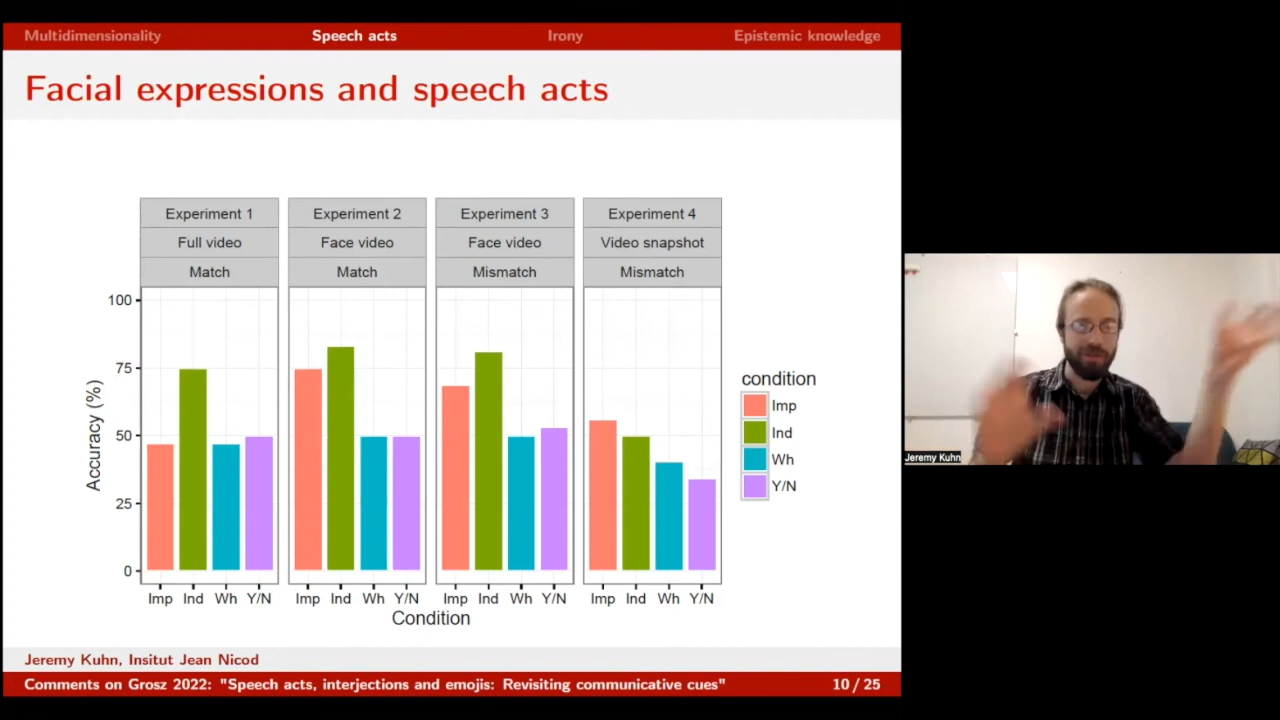 Multidimensionality Speech acts Irony Epistemic knowledge
Facial expressions and speech acts
Experiment 1 Experiment 2 Experiment 3 Experiment 4
Full video Face video Face video Video snapshot
Match Match Mismatch Mismatch
100
75
50
25
0
Accuracy (%)
Imp Ind Wh Y/N Imp Ind Wh Y/N Imp Ind Wh Y/N Imp Ind Wh Y/N
Condition
condition
Imp
Ind
Wh
Y/N
Jeremy Kuhn
Jeremy Kuhn, Insitut Jean Nicod
Comments on Grosz 2022: "Speech acts, interjections and emojis: Revisiting communicative cues" 10 / 25